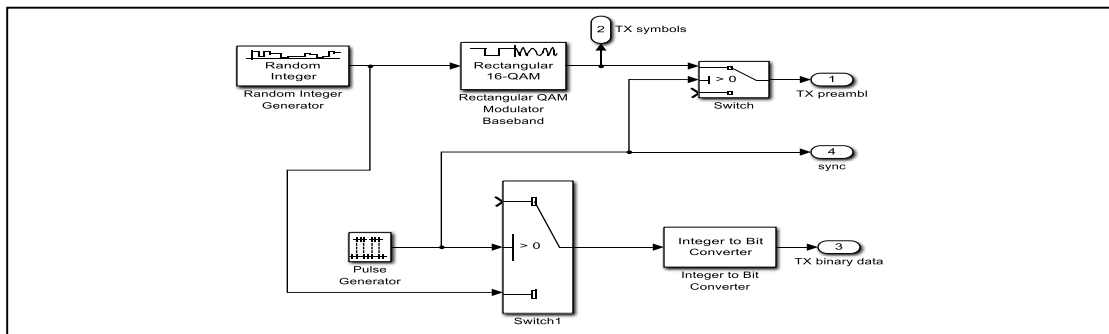 2
TX symbols
Random
Integer
Random Integer
Generator
Rectangular
16-QAM
Rectangular QAM
Modulator
Baseband
> 0
Switch
1
TX preambl
4
sync
Pulse
Generator
> 0
Switch1
Integer to Bit
Converter
Integer to Bit
Converter
3
TX binary data